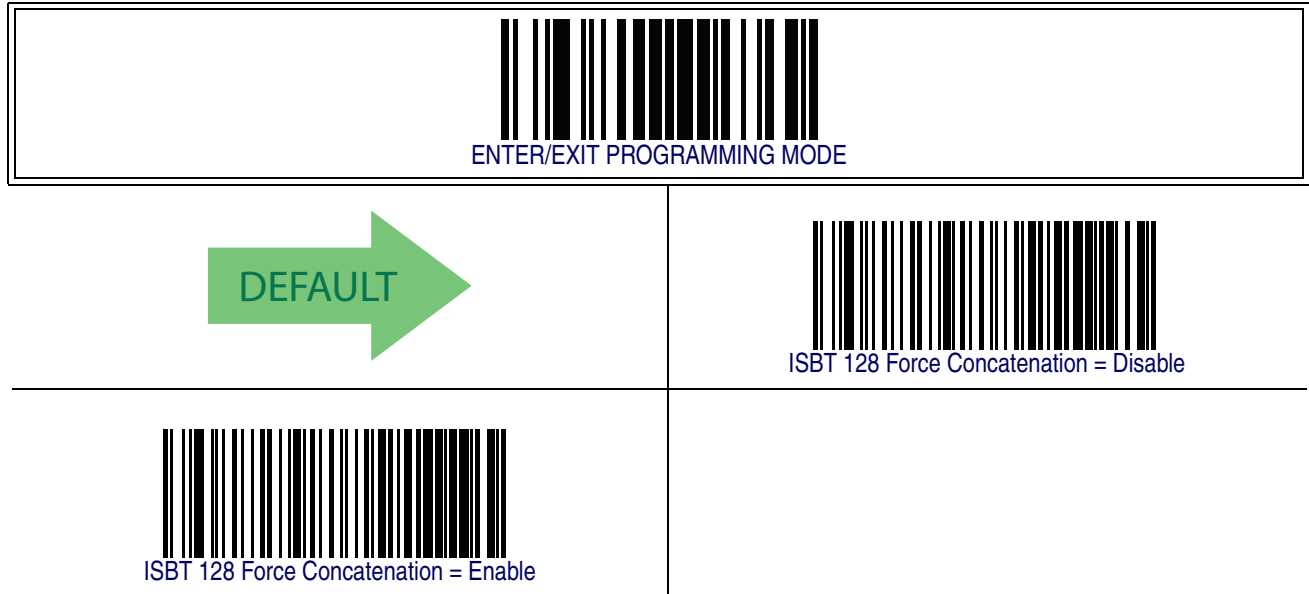 ENTER/EXIT PROGRAMMING MODE
DEFAULT
ISBT 128 Force Concatenation = Disable
ISBT 128 Force Concatenation = Enable